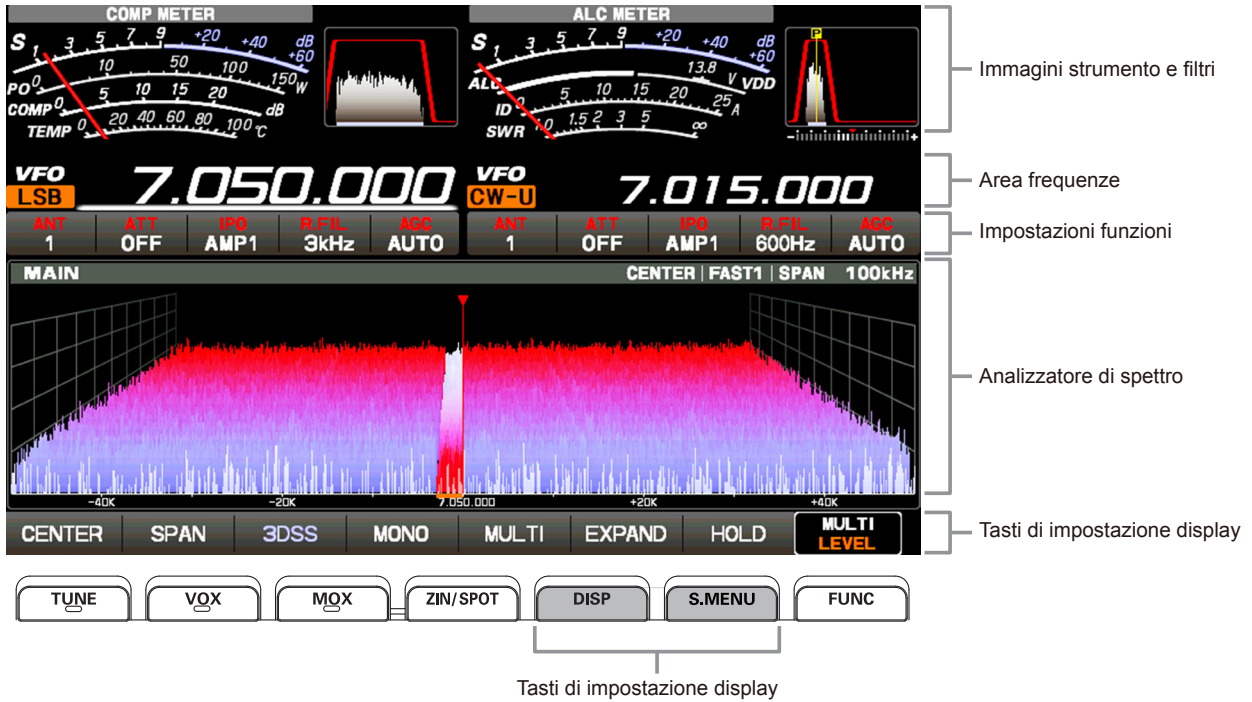 COMP METER
ALC METER
S 1 3 5 7 9 +20 +40 +60 dB
PO 0 10 50 100 150 W
COMP 0 5 10 15 20 dB
TEMP 0 20 40 60 80 100 °C
S 1 3 5 7 9 +20 +40 +60 dB
ALC 13.8 V VDD
ID 0 5 10 15 20 25 A
SWR 1.0 1.5 2 3 5 ∞
P
- +
Immagini strumento e filtri
VFO
LSB
7.050.000
VFO
CW-U
7.015.000
Area frequenze
ANT ATT IPO R.FIL AGC
1 OFF AMP1 3kHz AUTO
ANT ATT IPO R.FIL AGC
1 OFF AMP1 600Hz AUTO
Impostazioni funzioni
MAIN
CENTER | FAST1 | SPAN 100kHz
Analizzatore di spettro
-40K -20K 7.050.000 +20K +40K
CENTER SPAN 3DSS MONO MULTI EXPAND HOLD
MULTI
LEVEL
Tasti di impostazione display
TUNE VOX MOX ZIN/SPOT DISP S.MENU FUNC
Tasti di impostazione display